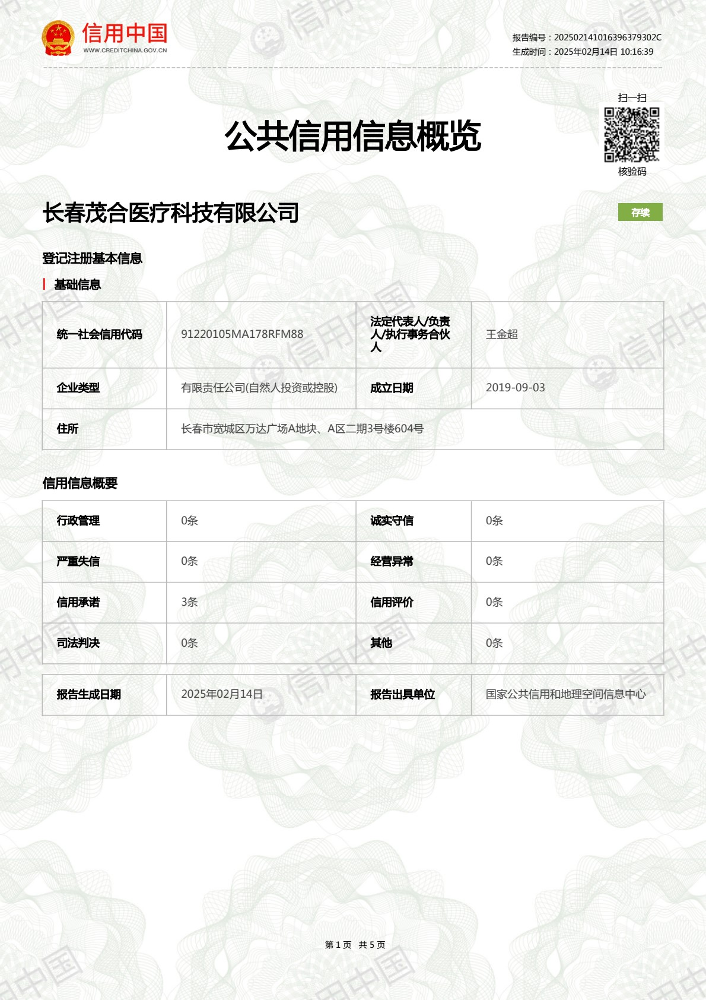 信用中国
WWW.CREDITCHINA.GOV.CN
报告编号：202502141016396379302C
生成时间：2025年02月14日 10:16:39
扫一扫
公共信用信息概览
核验码
长春茂合医疗科技有限公司
存续
登记注册基本信息
基础信息
统一社会信用代码 91220105MA178RFM88 法定代表人/负责
人/执行事务合伙
人 王金超
企业类型 有限责任公司(自然人投资或控股) 成立日期 2019-09-03
住所 长春市宽城区万达广场A地块、A区二期3号楼604号
信用信息概要
行政管理 0条 诚实守信 0条
严重失信 0条 经营异常 0条
信用承诺 3条 信用评价 0条
司法判决 0条 其他 0条
报告生成日期 2025年02月14日 报告出具单位 国家公共信用和地理空间信息中心
第 1 页 共 5 页